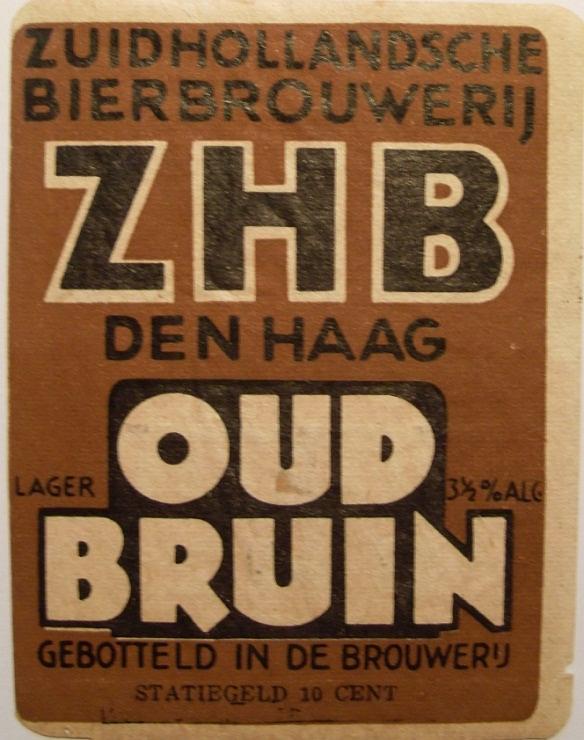 ZUIDHOLLANDSCHE
BIERBROUWERIJ
ZHB
DEN HAAG
OUD
LAGER 3½%ALC
BRUIN
GEBOTTELD IN DE BROUWERIJ
STATIEGELD 10 CENT